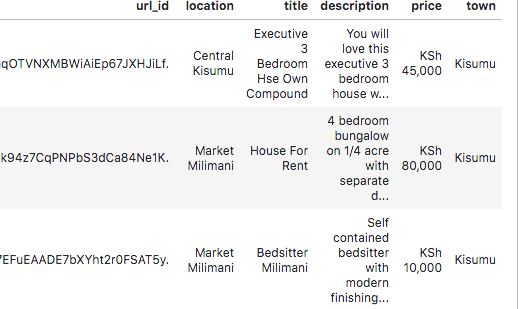 url_id location title description price town
qOTVNXMBWiAiEp67JXHJiLf. Central Kisumu Executive 3 Bedroom Hse Own Compound You will love this executive 3 bedroom house w... KSh 45,000 Kisumu
k94z7CqPNPbS3dCa84Ne1K. Market Milimani House For Rent 4 bedroom bungalow on 1/4 acre with separate d... KSh 80,000 Kisumu
7EFuEAADE7bXYht2r0FSAT5y. Market Milimani Bedsitter Milimani Self contained bedsitter with modern finishing... KSh 10,000 Kisumu